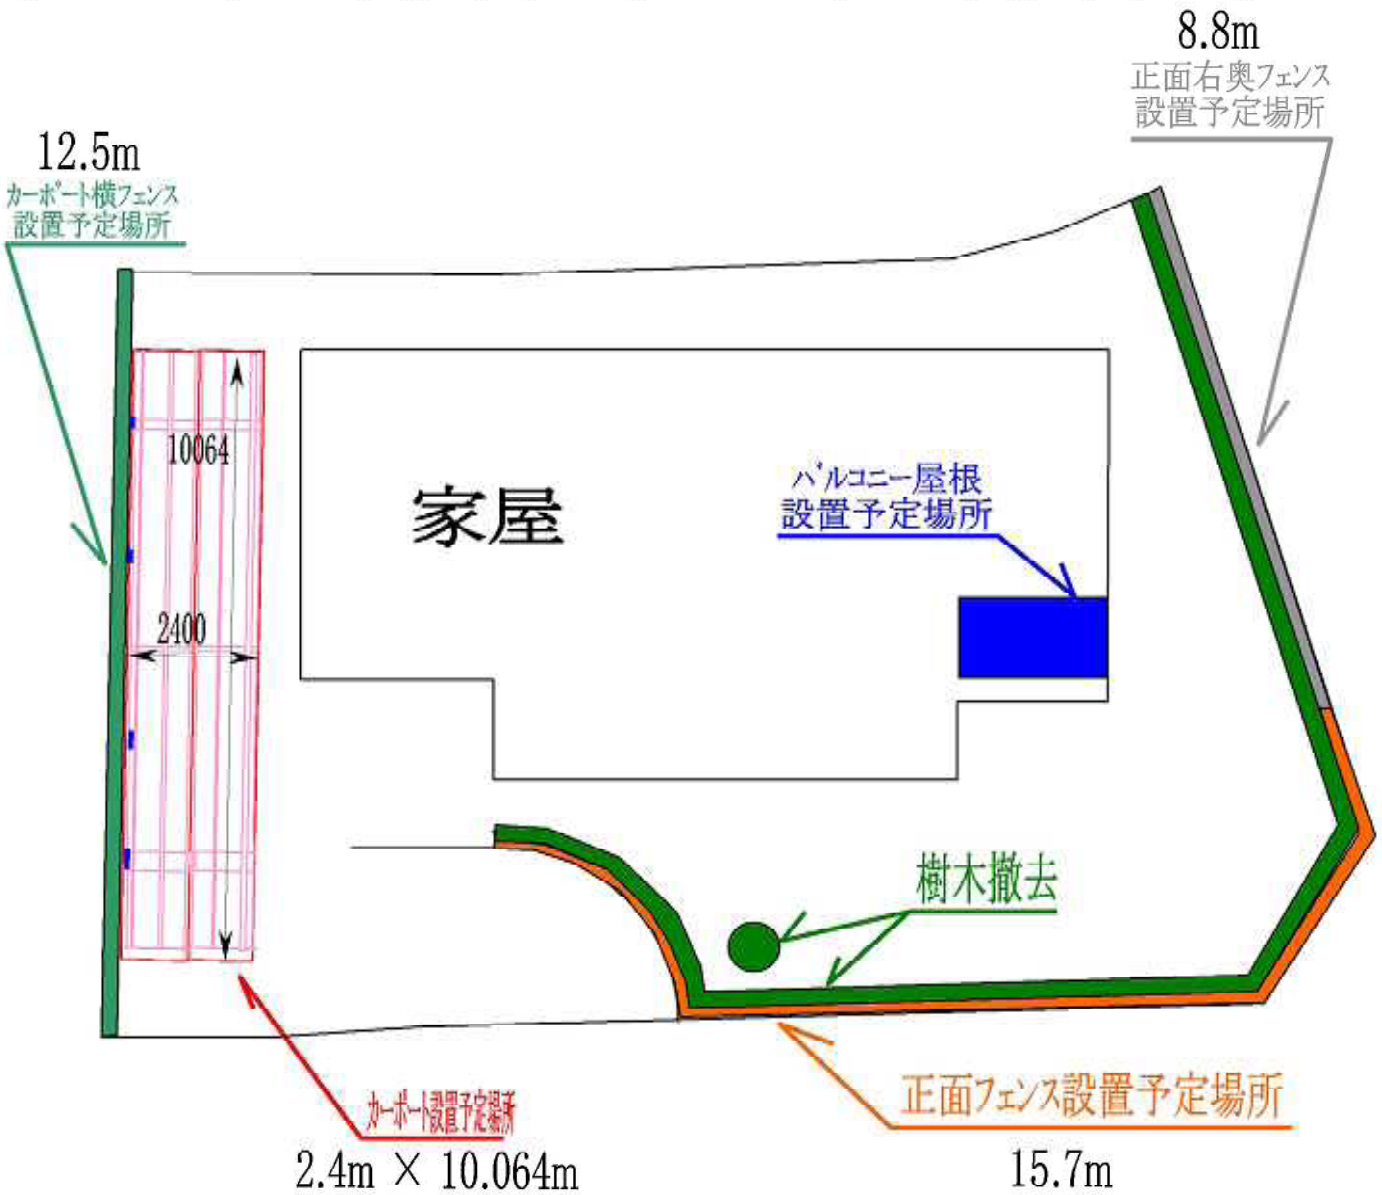 8.8m
正面右奥フェンス
設置予定場所
12.5m
カーポート横フェンス
設置予定場所
10064
家屋
バルコニー屋根
設置予定場所
2400
樹木撤去
カーポート設置予定場所
2.4m × 10.064m
正面フェンス設置予定場所
15.7m